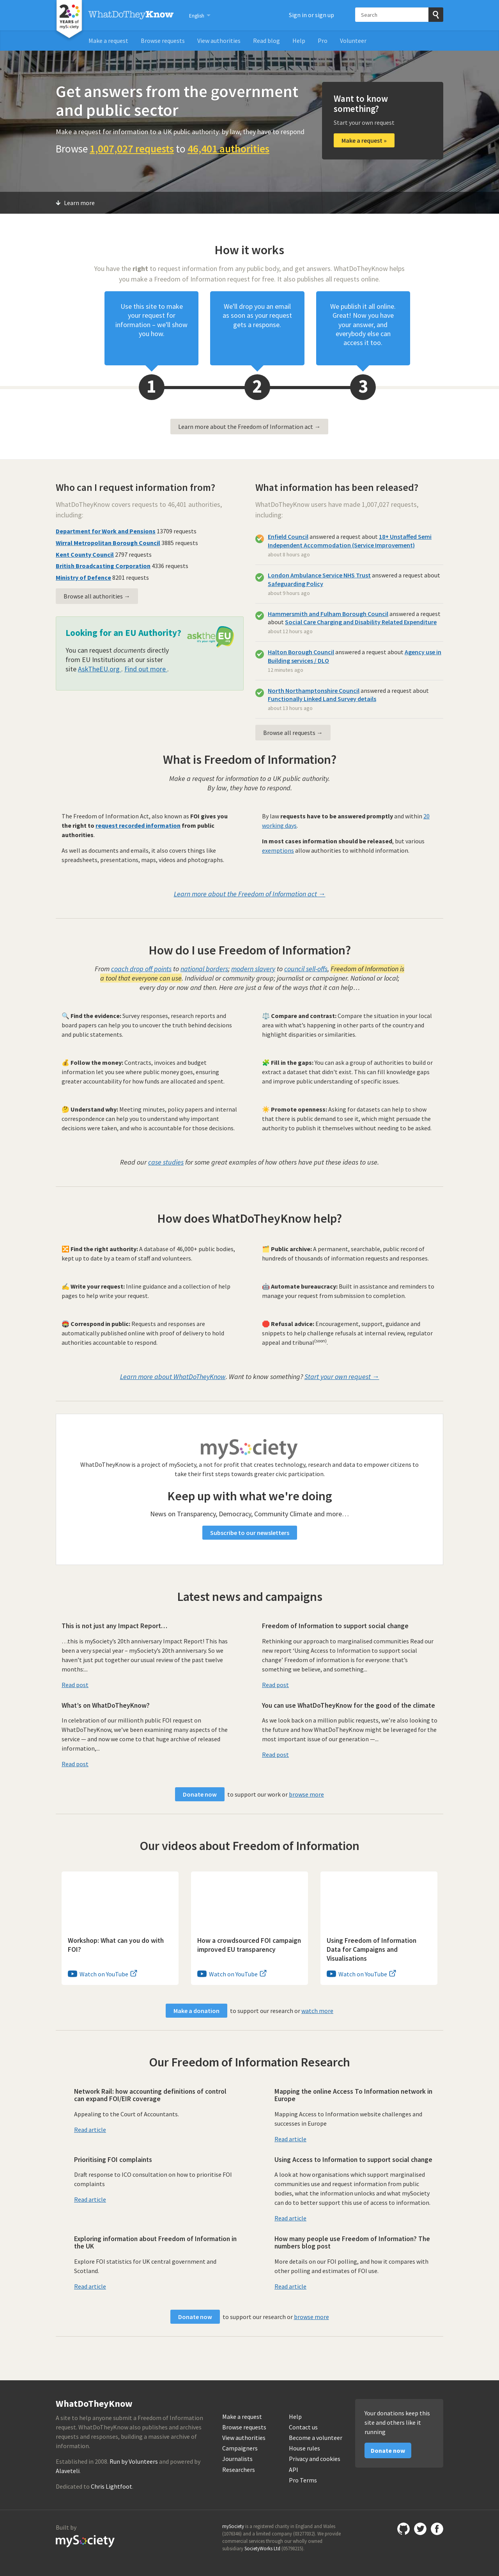 20 YEARS of my society
WhatDoTheyKnow
English
Sign in or sign up
Search
Make a request
Browse requests
View authorities
Read blog
Help
Pro
Volunteer
Get answers from the government
and public sector
Make a request for information to a UK public authority: by law, they have to respond
Browse 1,007,027 requests to 46,401 authorities
Want to know
something?
Start your own request
Make a request »
Learn more
How it works
You have the right to request information from any public body, and get answers. WhatDoTheyKnow helps
you make a Freedom of Information request for free. It also publishes all requests online.
Use this site to make
your request for
information – we'll show
you how.
We'll drop you an email
as soon as your request
gets a response.
We publish it all online.
Great! Now you have
your answer, and
everybody else can
access it too.
1
2
3
Learn more about the Freedom of Information act →
Who can I request information from?
WhatDoTheyKnow covers requests to 46,401 authorities,
including:
Department for Work and Pensions 13709 requests
Wirral Metropolitan Borough Council 3885 requests
Kent County Council 2797 requests
British Broadcasting Corporation 4336 requests
Ministry of Defence 8201 requests
Browse all authorities →
Looking for an EU Authority?
asktheEU
You can request documents directly
from EU Institutions at our sister
site AskTheEU.org . Find out more .
What information has been released?
WhatDoTheyKnow users have made 1,007,027 requests,
including:
Enfield Council answered a request about 18+ Unstaffed Semi
Independent Accommodation (Service Improvement)
about 8 hours ago
London Ambulance Service NHS Trust answered a request about
Safeguarding Policy
about 9 hours ago
Hammersmith and Fulham Borough Council answered a request
about Social Care Charging and Disability Related Expenditure
about 12 hours ago
Halton Borough Council answered a request about Agency use in
Building services / DLO
12 minutes ago
North Northamptonshire Council answered a request about
Functionally Linked Land Survey details
about 13 hours ago
Browse all requests →
What is Freedom of Information?
Make a request for information to a UK public authority.
By law, they have to respond.
The Freedom of Information Act, also known as FOI gives you
the right to request recorded information from public
authorities.
As well as documents and emails, it also covers things like
spreadsheets, presentations, maps, videos and photographs.
By law requests have to be answered promptly and within 20
working days.
In most cases information should be released, but various
exemptions allow authorities to withhold information.
Learn more about the Freedom of Information act →
How do I use Freedom of Information?
From coach drop off points to national borders; modern slavery to council sell-offs, Freedom of Information is
a tool that everyone can use. Individual or community group; journalist or campaigner. National or local;
every day or now and then. Here are just a few of the ways that it can help…
Find the evidence: Survey responses, research reports and
board papers can help you to uncover the truth behind decisions
and public statements.
Compare and contrast: Compare the situation in your local
area with what's happening in other parts of the country and
highlight disparities or similarities.
Follow the money: Contracts, invoices and budget
information let you see where public money goes, ensuring
greater accountability for how funds are allocated and spent.
Fill in the gaps: You can ask a group of authorities to build or
extract a dataset that didn't exist. This can fill knowledge gaps
and improve public understanding of specific issues.
Understand why: Meeting minutes, policy papers and internal
correspondence can help you to understand why important
decisions were taken, and who is accountable for those decisions.
Promote openness: Asking for datasets can help to show
that there is public demand to see it, which might persuade the
authority to publish it themselves without needing to be asked.
Read our case studies for some great examples of how others have put these ideas to use.
How does WhatDoTheyKnow help?
Find the right authority: A database of 46,000+ public bodies,
kept up to date by a team of staff and volunteers.
Public archive: A permanent, searchable, public record of
hundreds of thousands of information requests and responses.
Write your request: Inline guidance and a collection of help
pages to help write your request.
Automate bureaucracy: Built in assistance and reminders to
manage your request from submission to completion.
Correspond in public: Requests and responses are
automatically published online with proof of delivery to hold
authorities accountable to respond.
Refusal advice: Encouragement, support, guidance and
snippets to help challenge refusals at internal review, regulator
appeal and tribunal(soon).
Learn more about WhatDoTheyKnow. Want to know something? Start your own request →
mySociety
WhatDoTheyKnow is a project of mySociety, a not for profit that creates technology, research and data to empower citizens to
take their first steps towards greater civic participation.
Keep up with what we're doing
News on Transparency, Democracy, Community Climate and more…
Subscribe to our newsletters
Latest news and campaigns
This is not just any Impact Report…
…this is mySociety's 20th anniversary Impact Report! This has
been a very special year – mySociety's 20th anniversary. So we
haven't just put together our usual review of the past twelve
months:...
Read post
Freedom of Information to support social change
Rethinking our approach to marginalised communities Read our
new report 'Using Access to Information to support social
change' Freedom of information is for everyone: that's
something we believe, and something...
Read post
What's on WhatDoTheyKnow?
In celebration of our millionth public FOI request on
WhatDoTheyKnow, we've been examining many aspects of the
service — and now we come to that huge archive of released
information,...
Read post
You can use WhatDoTheyKnow for the good of the climate
As we look back on a million public requests, we're also looking to
the future and how WhatDoTheyKnow might be leveraged for the
most important issue of our generation —...
Read post
Donate now to support our work or browse more
Our videos about Freedom of Information
Workshop: What can you do with
FOI?
Watch on YouTube
How a crowdsourced FOI campaign
improved EU transparency
Watch on YouTube
Using Freedom of Information
Data for Campaigns and
Visualisations
Watch on YouTube
Make a donation to support our research or watch more
Our Freedom of Information Research
Network Rail: how accounting definitions of control
can expand FOI/EIR coverage
Appealing to the Court of Accountants.
Read article
Mapping the online Access To Information network in
Europe
Mapping Access to Information website challenges and
successes in Europe
Read article
Prioritising FOI complaints
Draft response to ICO consultation on how to prioritise FOI
complaints
Read article
Using Access to Information to support social change
A look at how organisations which support marginalised
communities use and request information from public
bodies, what the information unlocks and what mySociety
can do to better support this use of access to information.
Read article
Exploring information about Freedom of Information in
the UK
Explore FOI statistics for UK central government and
Scotland.
Read article
How many people use Freedom of Information? The
numbers blog post
More details on our FOI polling, and how it compares with
other polling and estimates of FOI use.
Read article
Donate now to support our research or browse more
WhatDoTheyKnow
A site to help anyone submit a Freedom of Information
request. WhatDoTheyKnow also publishes and archives
requests and responses, building a massive archive of
information.
Established in 2008. Run by Volunteers and powered by
Alaveteli.
Dedicated to Chris Lightfoot.
Make a request
Browse requests
View authorities
Campaigners
Journalists
Researchers
Help
Contact us
Become a volunteer
House rules
Privacy and cookies
API
Pro Terms
Your donations keep this
site and others like it
running
Donate now
Built by
mySociety
mySociety is a registered charity in England and Wales
(1076346) and a limited company (03277032). We provide
commercial services through our wholly owned
subsidiary SocietyWorks Ltd (05798215).